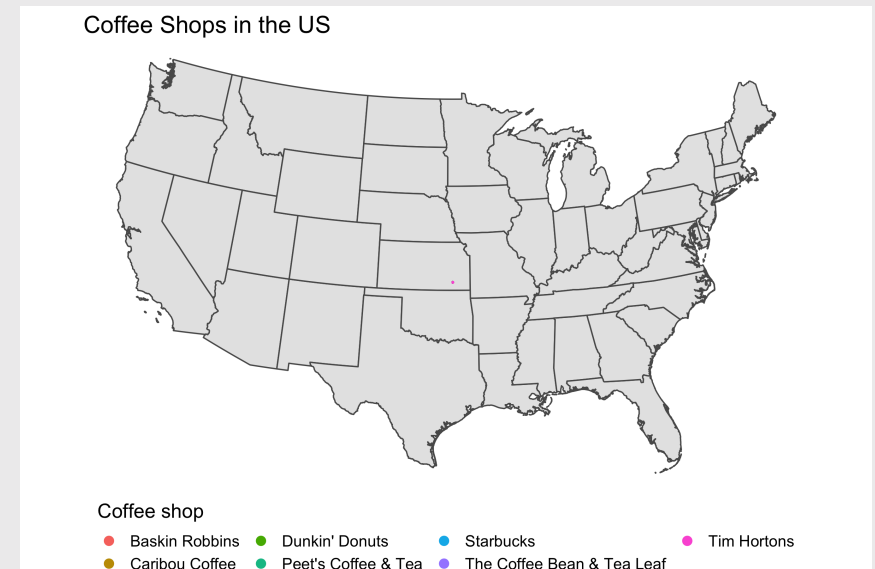 Coffee Shops in the US
Coffee shop
Baskin Robbins Dunkin' Donuts Starbucks Tim Hortons
Caribou Coffee Peet's Coffee & Tea The Coffee Bean & Tea Leaf